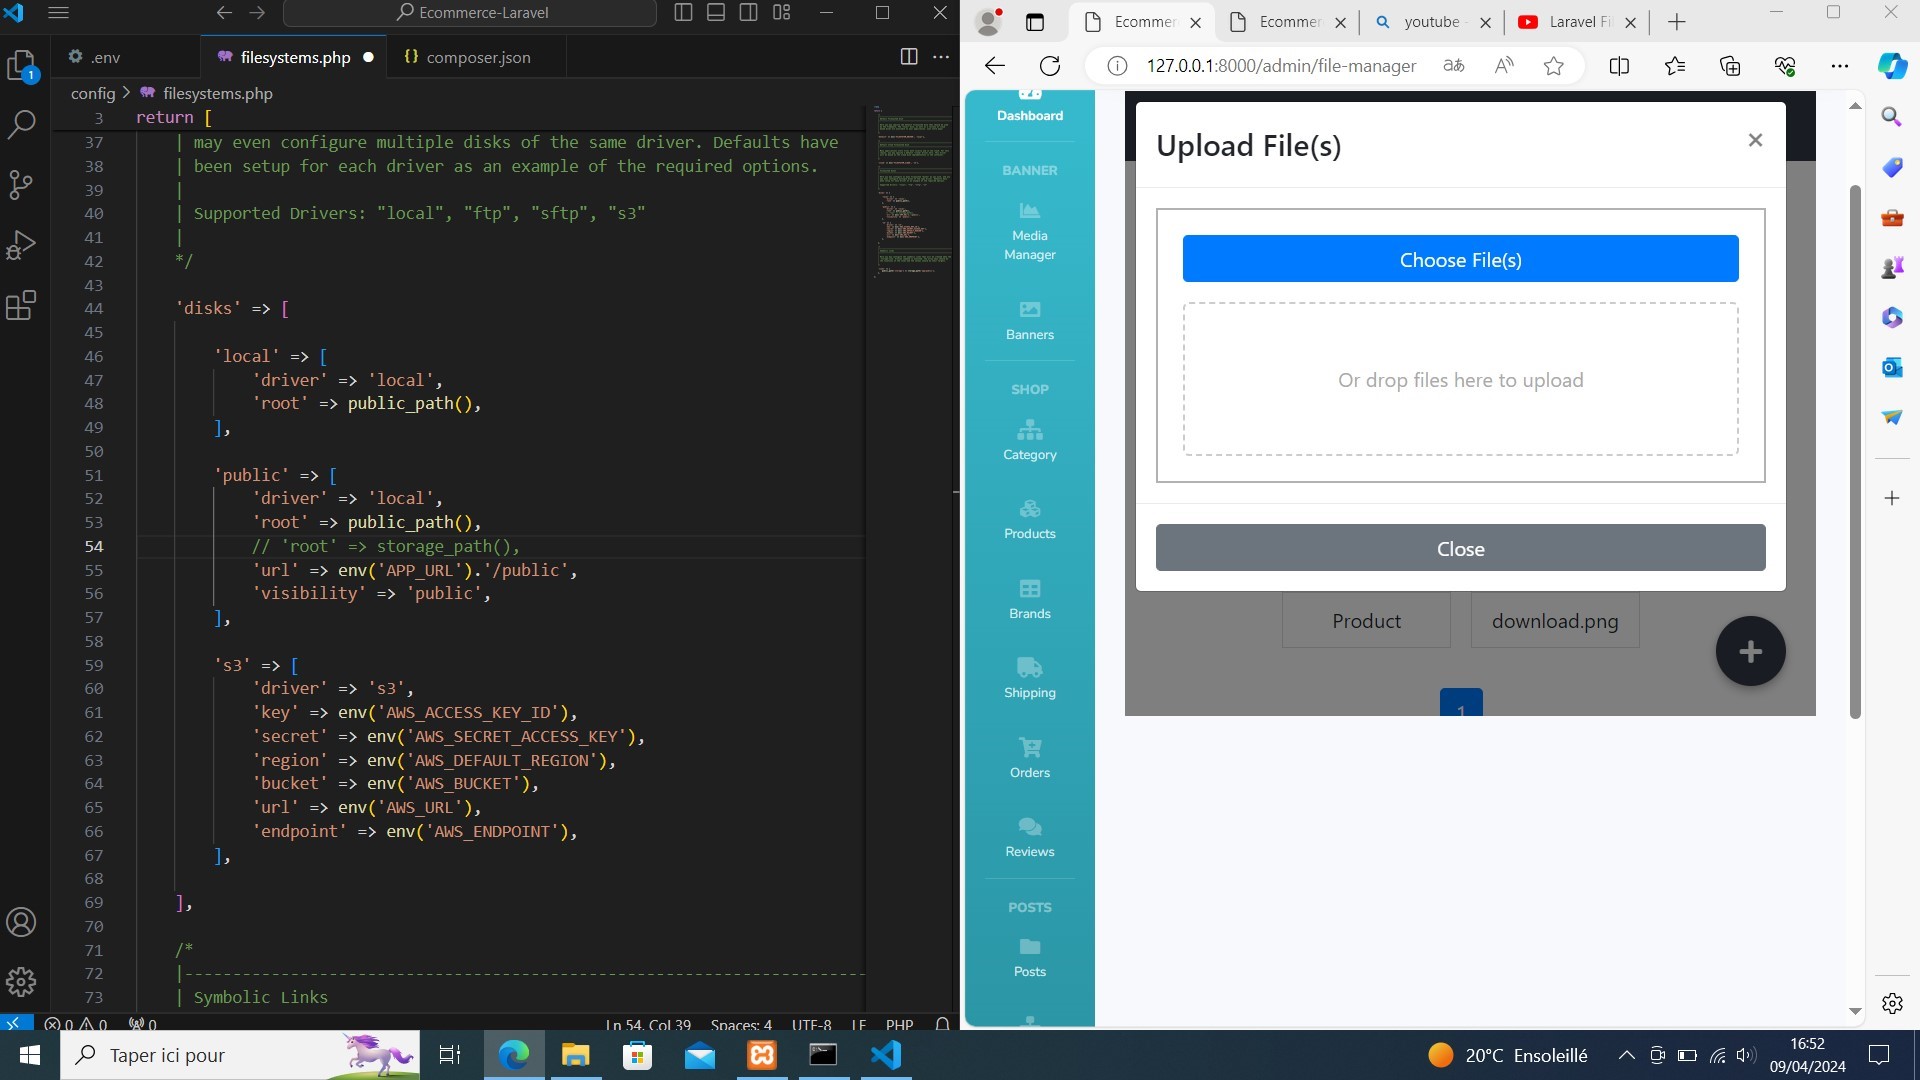 Ecommerce-Laravel
.env
filesystems.php
composer.json
config > filesystems.php
3 return [
37 | may even configure multiple disks of the same driver. Defaults have
38 | been setup for each driver as an example of the required options.
39 |
40 | Supported Drivers: "local", "ftp", "sftp", "s3"
41 |
42 */
43
44 'disks' => [
45
46 'local' => [
47 'driver' => 'local',
48 'root' => public_path(),
49 ],
50
51 'public' => [
52 'driver' => 'local',
53 'root' => public_path(),
54 // 'root' => storage_path(),
55 'url' => env('APP_URL').'/public',
56 'visibility' => 'public',
57 ],
58
59 's3' => [
60 'driver' => 's3',
61 'key' => env('AWS_ACCESS_KEY_ID'),
62 'secret' => env('AWS_SECRET_ACCESS_KEY'),
63 'region' => env('AWS_DEFAULT_REGION'),
64 'bucket' => env('AWS_BUCKET'),
65 'url' => env('AWS_URL'),
66 'endpoint' => env('AWS_ENDPOINT'),
67 ],
68
69 ],
70
71 /*
72 |--------------------------------------------------------------------------
73 | Symbolic Links
1
0 0 0
Ln 54, Col 39 Spaces: 4 UTF-8 LF PHP
Ecommer
Ecommer
youtube -
Laravel Fi
127.0.0.1:8000/admin/file-manager
Dashboard
BANNER
Media
Manager
Banners
SHOP
Category
Products
Brands
Shipping
Orders
Reviews
POSTS
Posts
Upload File(s)
×
Choose File(s)
Or drop files here to upload
Close
Product
download.png
+
1
Taper ici pour
20°C Ensoleillé
16:52
09/04/2024